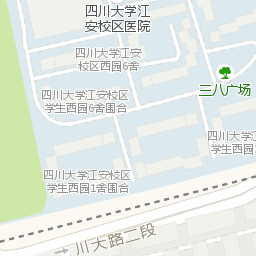 四川大学江
安校区医院
四川大学江安
校区西园6舍
三八广场
四川大学江安校区
学生西园6舍围合
四川大学江
学生西园
四川大学江安校区
学生西园1舍围合
川大路二段